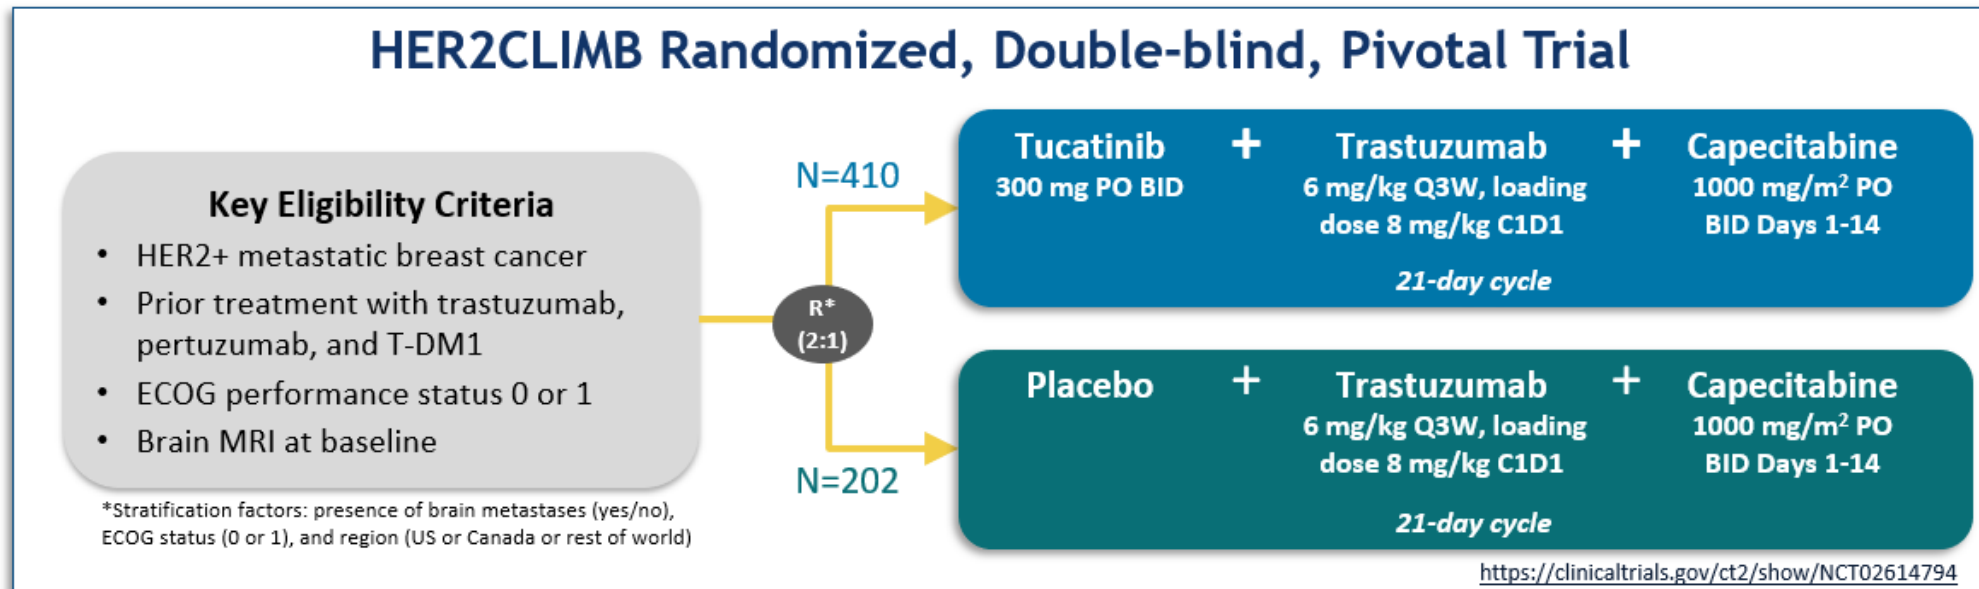 HER2CLIMB Randomized, Double-blind, Pivotal Trial
Key Eligibility Criteria
• HER2+ metastatic breast cancer
• Prior treatment with trastuzumab,
pertuzumab, and T-DM1
• ECOG performance status 0 or 1
• Brain MRI at baseline
*Stratification factors: presence of brain metastases (yes/no),
ECOG status (0 or 1), and region (US or Canada or rest of world)
R*
(2:1)
N=410
Tucatinib + Trastuzumab + Capecitabine
300 mg PO BID 6 mg/kg Q3W, loading 1000 mg/m² PO
dose 8 mg/kg C1D1 BID Days 1-14
21-day cycle
N=202
Placebo + Trastuzumab + Capecitabine
6 mg/kg Q3W, loading 1000 mg/m² PO
dose 8 mg/kg C1D1 BID Days 1-14
21-day cycle
https://clinicaltrials.gov/ct2/show/NCT02614794